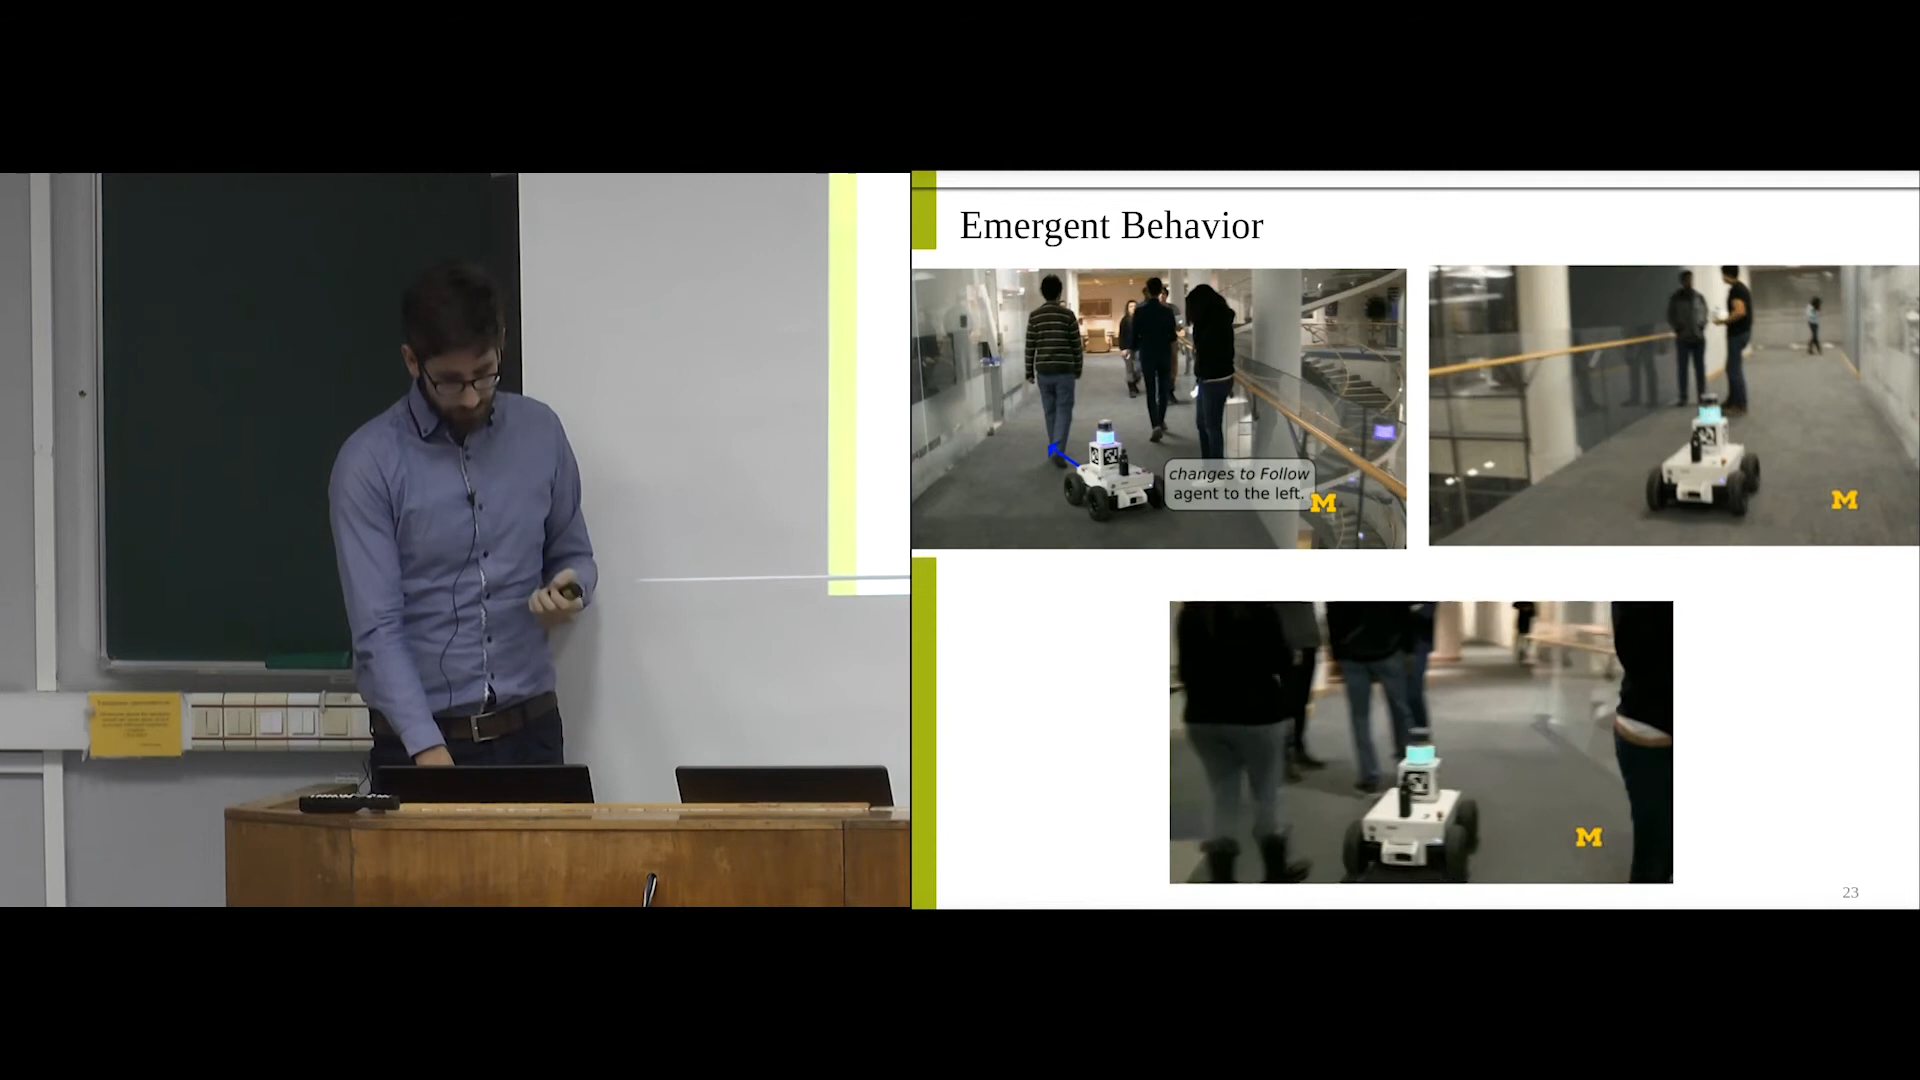 Emergent Behavior
changes to Follow
agent to the left.
M
M
M
23